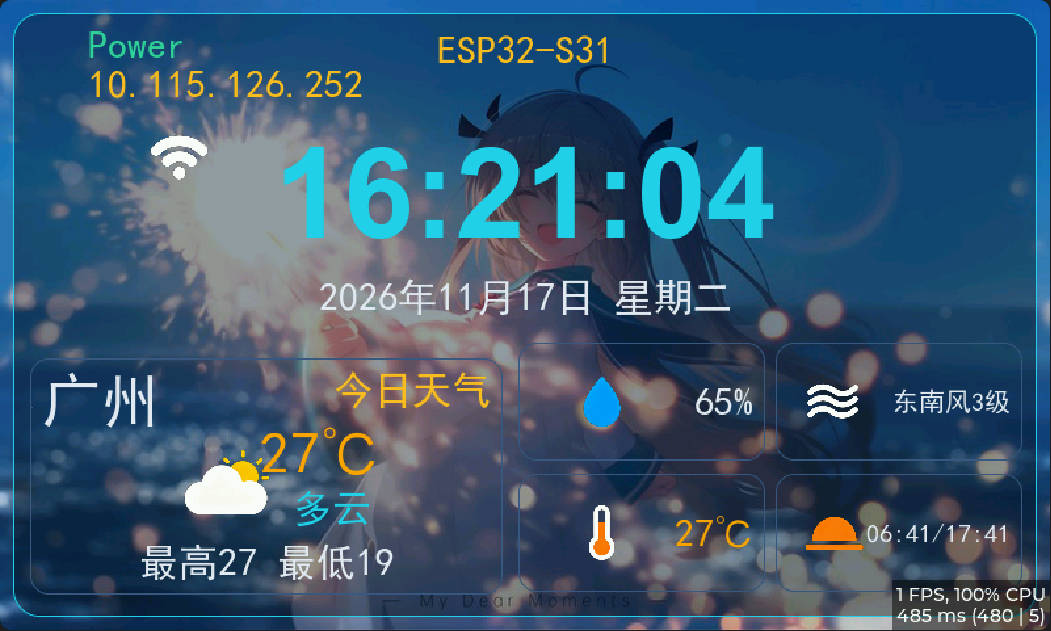 Power
ESP32-S31
10.115.126.252
16:21:04
2026年11月17日 星期二
广州
今日天气
27℃
多云
最高27 最低19
65%
东南风3级
27℃
06:41/17:41
My Dear Moments
1 FPS, 100% CPU
485 ms (480 | 5)